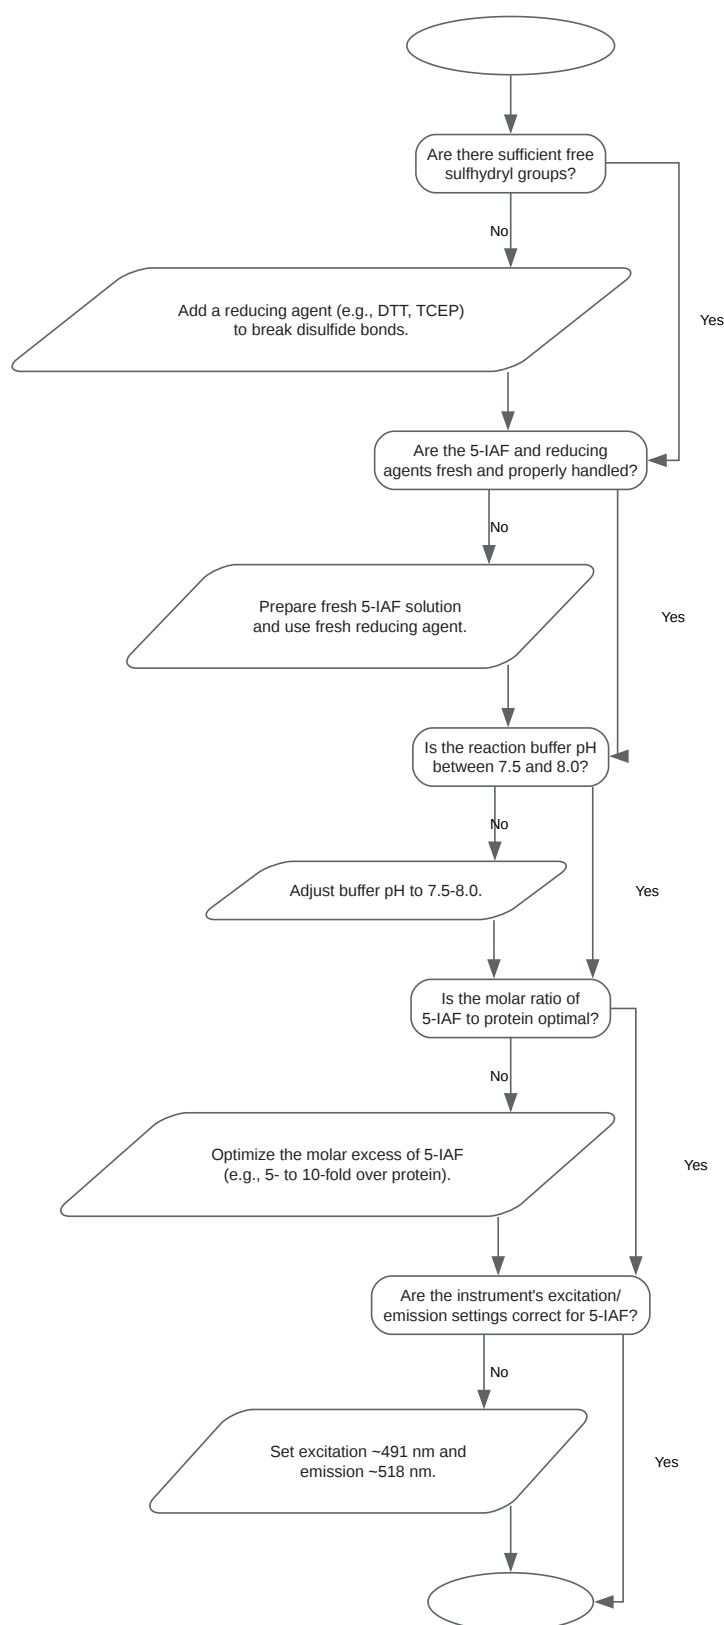 Are there sufficient free
sulfhydryl groups?
No
Add a reducing agent (e.g., DTT, TCEP)
to break disulfide bonds.
Yes
Are the 5-IAF and reducing
agents fresh and properly handled?
No
Prepare fresh 5-IAF solution
and use fresh reducing agent.
Yes
Is the reaction buffer pH
between 7.5 and 8.0?
No
Adjust buffer pH to 7.5-8.0.
Yes
Is the molar ratio of
5-IAF to protein optimal?
No
Optimize the molar excess of 5-IAF
(e.g., 5- to 10-fold over protein).
Yes
Are the instrument's excitation/
emission settings correct for 5-IAF?
No
Set excitation ~491 nm and
emission ~518 nm.
Yes